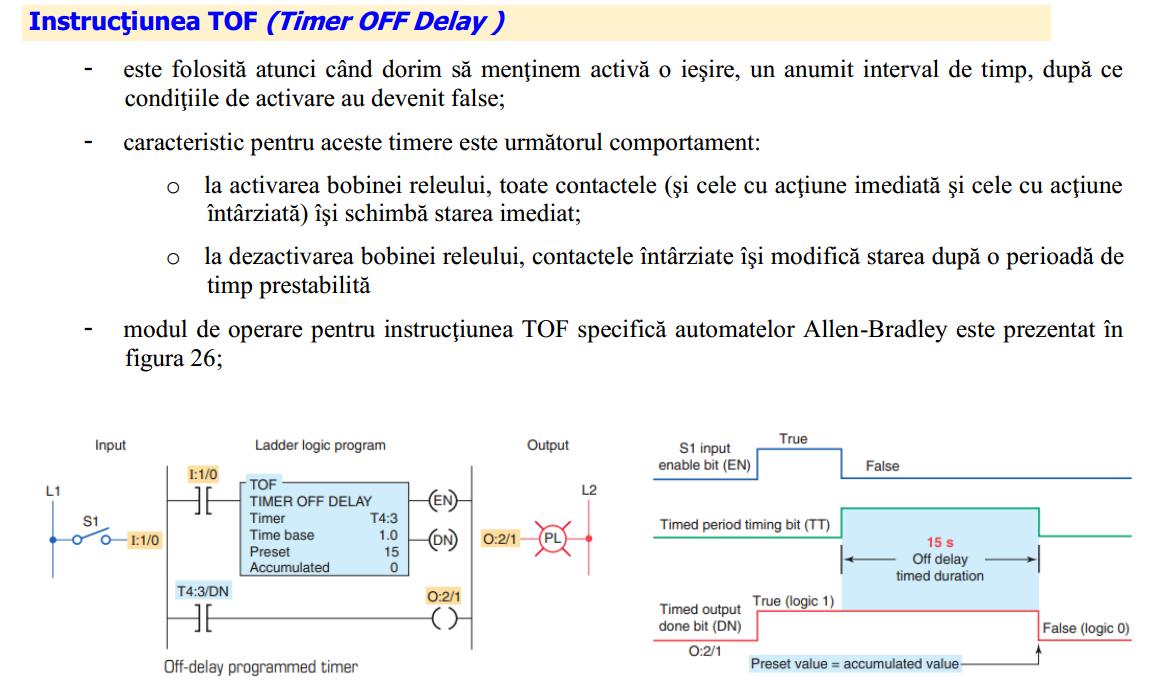 Instrucţiunea TOF (Timer OFF Delay )
- este folosită atunci când dorim să menţinem activă o ieşire, un anumit interval de timp, după ce
condiţiile de activare au devenit false;
- caracteristic pentru aceste timere este următorul comportament:
o la activarea bobinei releului, toate contactele (şi cele cu acţiune imediată şi cele cu acţiune
întârziată) îşi schimbă starea imediat;
o la dezactivarea bobinei releului, contactele întârziate îşi modifică starea după o perioadă de
timp prestabilită
- modul de operare pentru instrucţiunea TOF specifică automatelor Allen-Bradley este prezentat în
figura 26;
Input
Ladder logic program
Output
L1
S1
I:1/0
I:1/0
TOF
TIMER OFF DELAY
Timer T4:3
Time base 1.0
Preset 15
Accumulated 0
EN
DN
T4:3/DN
O:2/1
O:2/1
PL
L2
Off-delay programmed timer
S1 input
enable bit (EN)
True
False
Timed period timing bit (TT)
15 s
Off delay
timed duration
Timed output
done bit (DN)
O:2/1
True (logic 1)
False (logic 0)
Preset value = accumulated value